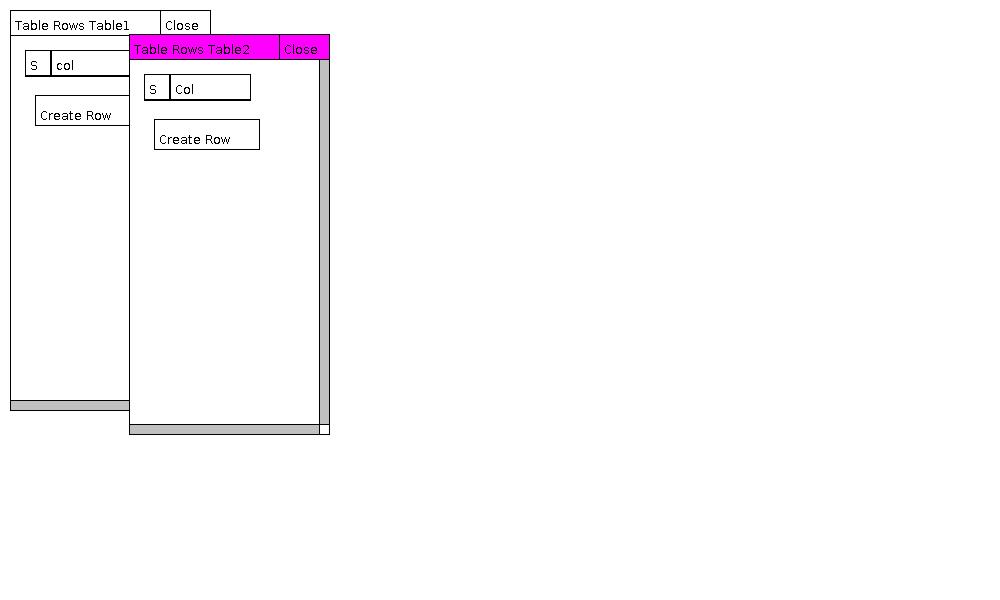 Table Rows Table1 Close
S col
Create Row
Table Rows Table2 Close
S Col
Create Row